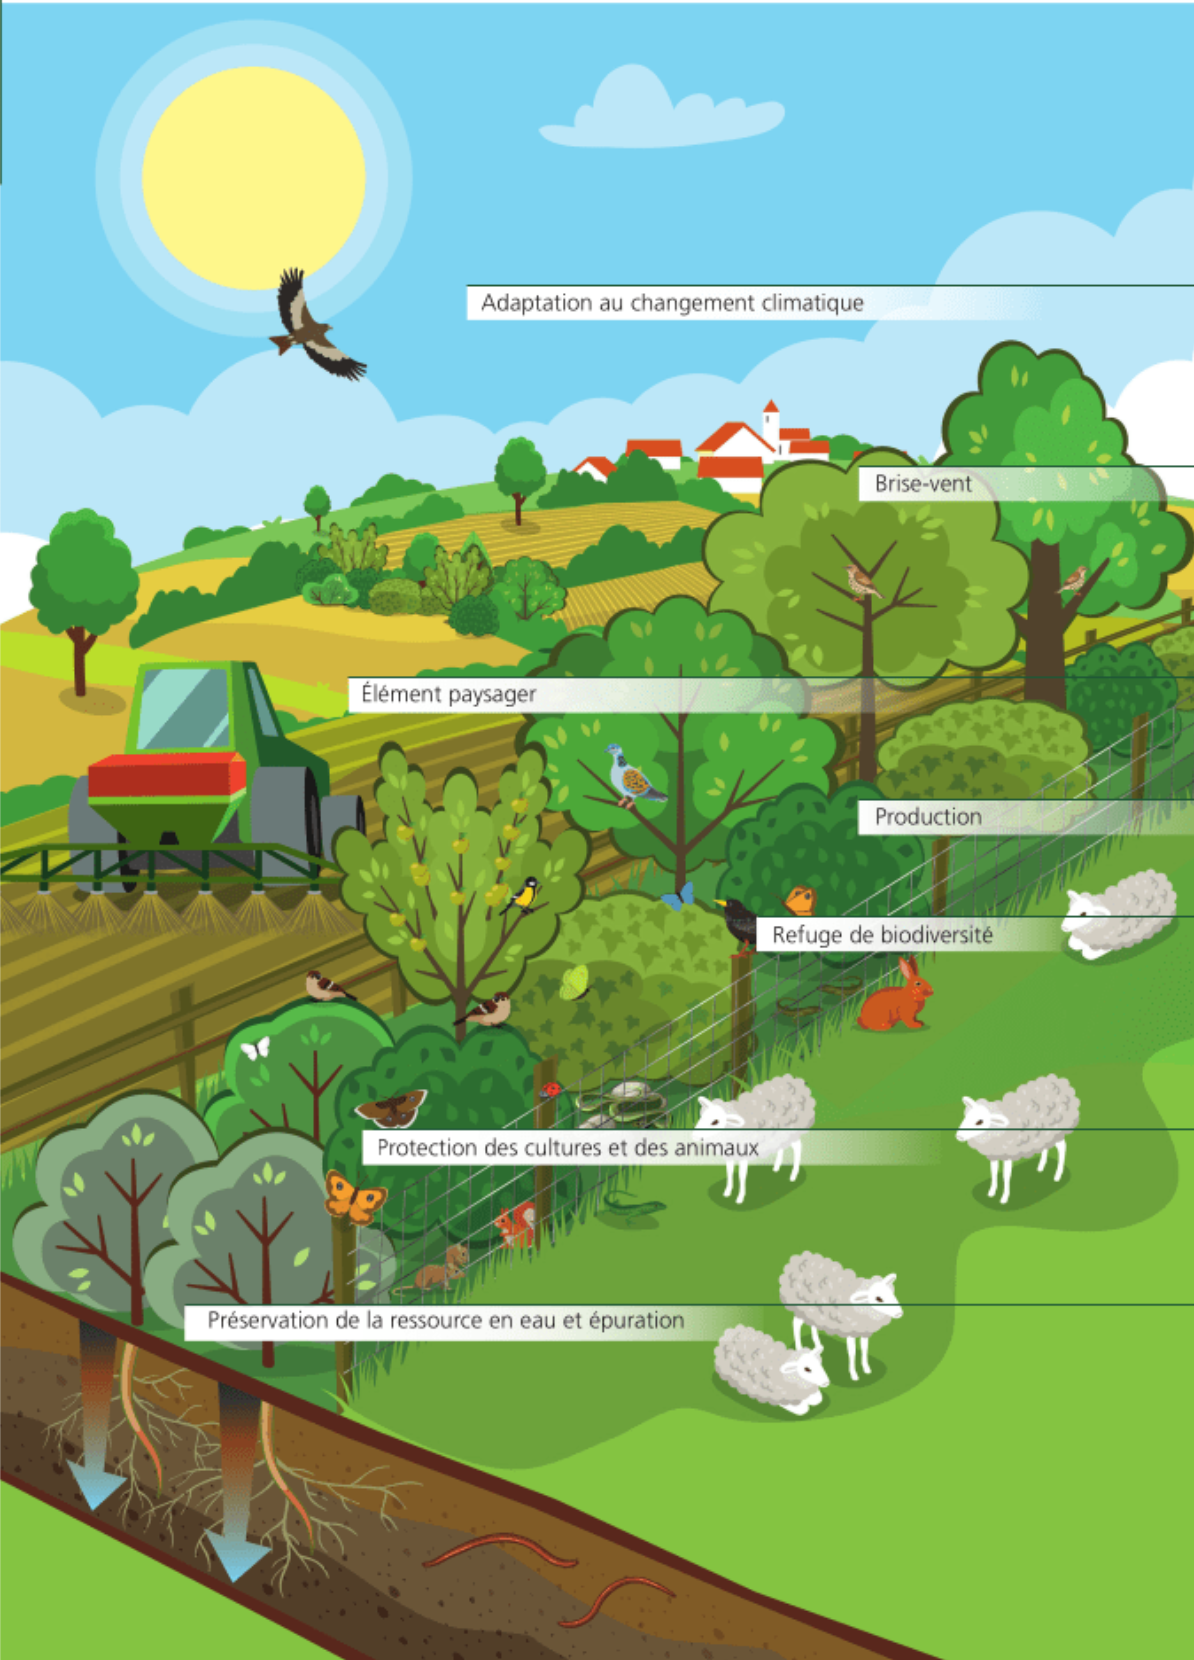 Adaptation au changement climatique
Brise-vent
Élément paysager
Production
Refuge de biodiversité
Protection des cultures et des animaux
Préservation de la ressource en eau et épuration